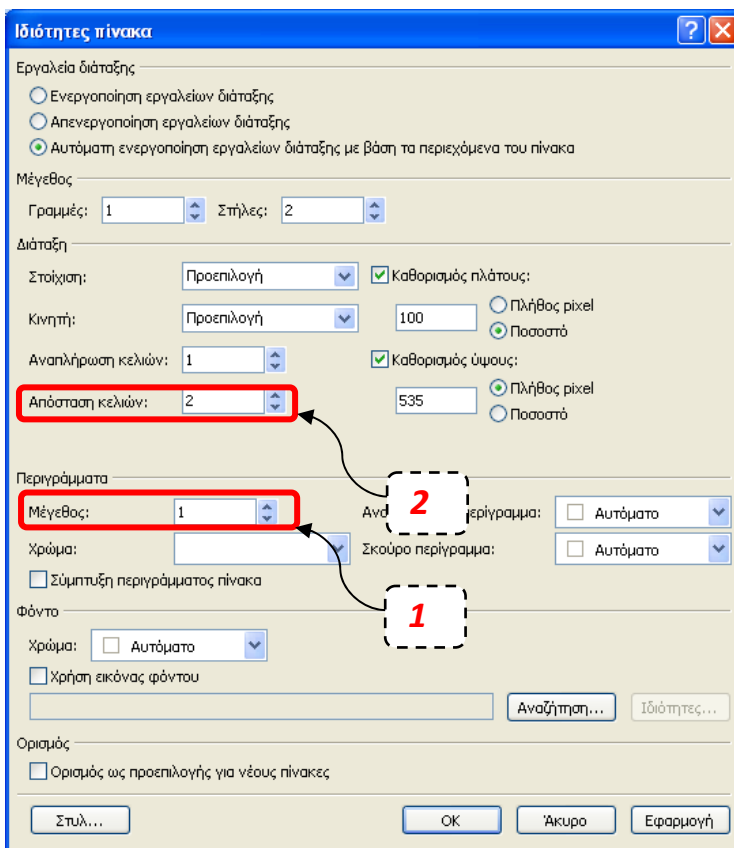 Ιδιότητες πίνακα
Εργαλεία διάταξης
Ενεργοποίηση εργαλείων διάταξης
Απενεργοποίηση εργαλείων διάταξης
Αυτόματη ενεργοποίηση εργαλείων διάταξης με βάση τα περιεχόμενα του πίνακα
Μέγεθος
Γραμμές: 1 Στήλες: 2
Διάταξη
Στοίχιση: Προεπιλογή Καθορισμός πλάτους:
Κινητή: Προεπιλογή 100 Πλήθος pixel
Ποσοστό
Αναπλήρωση κελιών: 1 Καθορισμός ύψους:
Απόσταση κελιών: 2 535 Πλήθος pixel
Ποσοστό
Περιγράμματα
2
Μέγεθος: 1 Ανο ερίγραμμα: Αυτόματο
Χρώμα: Σκούρο περίγραμμα: Αυτόματο
Σύμπτυξη περιγράμματος πίνακα
1
Φόντο
Χρώμα: Αυτόματο
Χρήση εικόνας φόντου
Αναζήτηση... Ιδιότητες...
Ορισμός
Ορισμός ως προεπιλογής για νέους πίνακες
Στυλ... OK Άκυρο Εφαρμογή